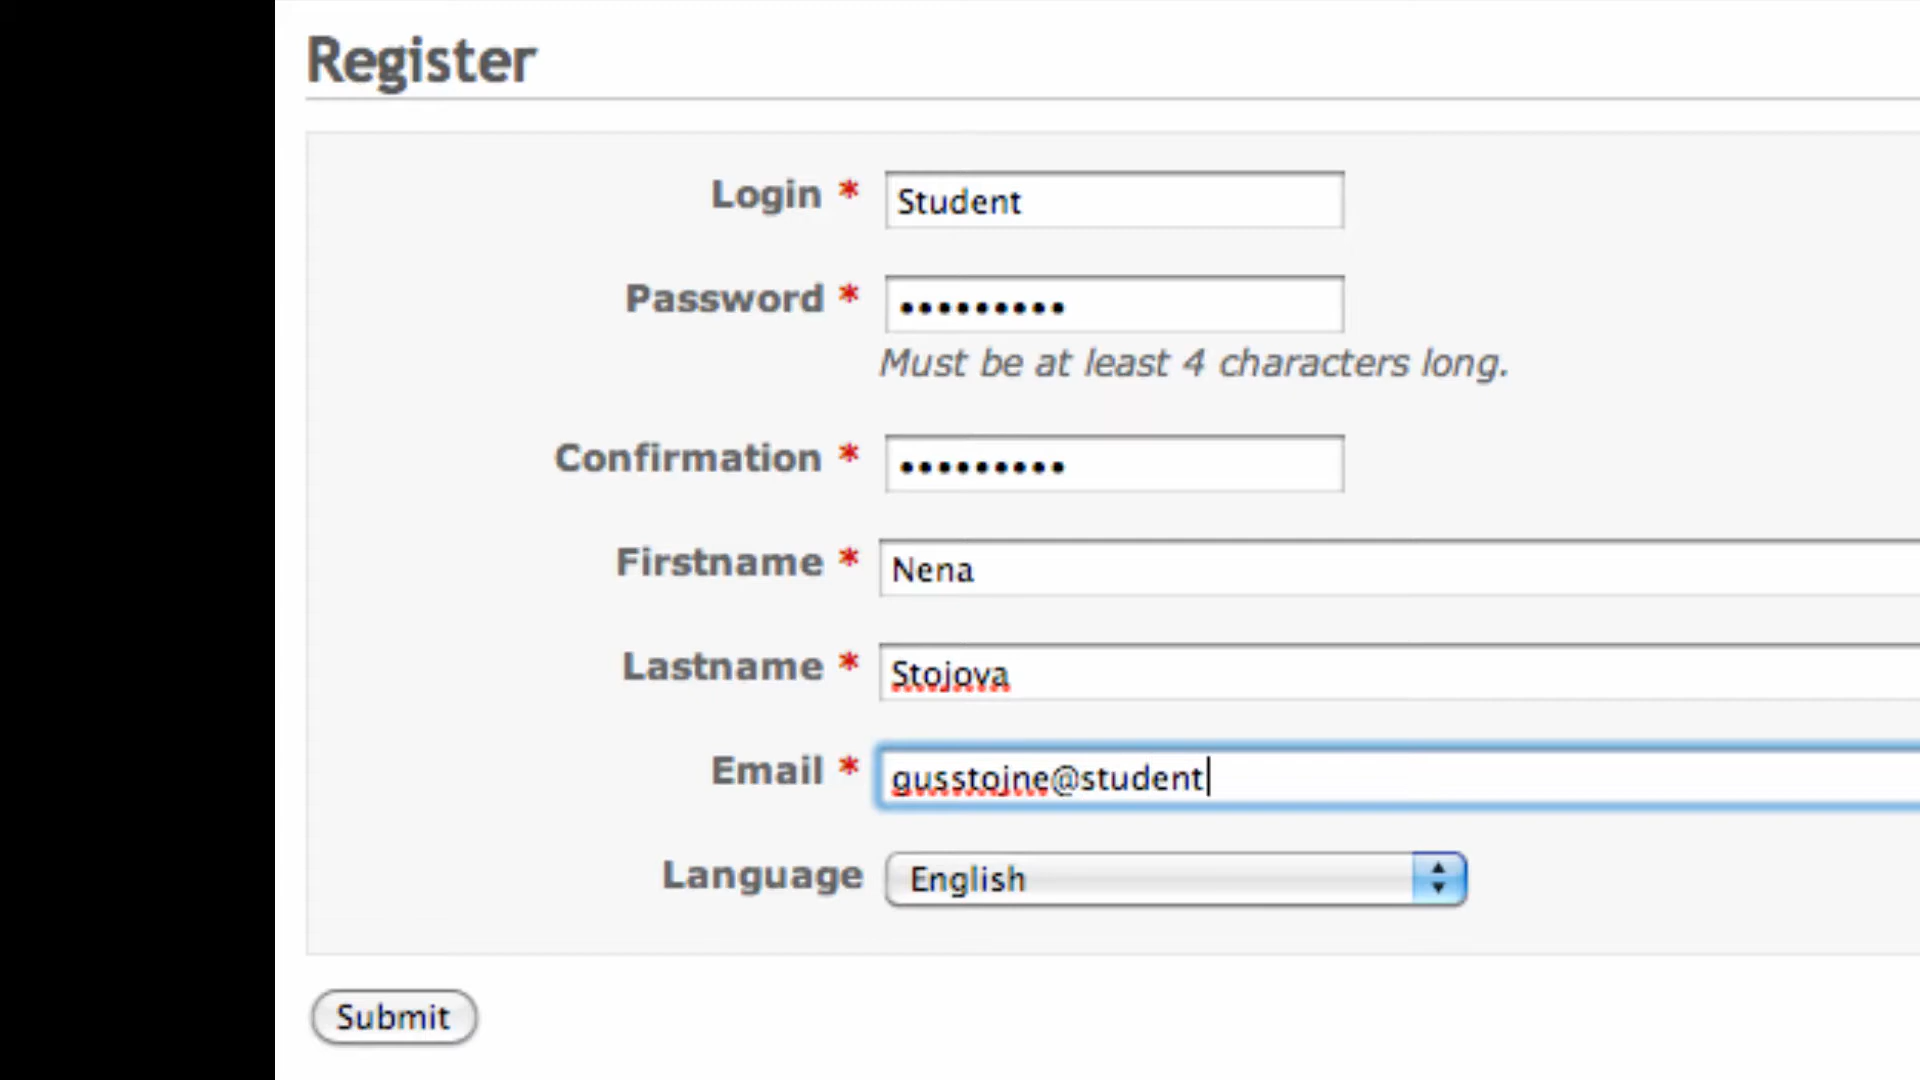 Register
Login * Student
Password * •••••••••
Must be at least 4 characters long.
Confirmation * •••••••••
Firstname * Nena
Lastname * Stojova
Email * gusstojne@student
Language English
Submit